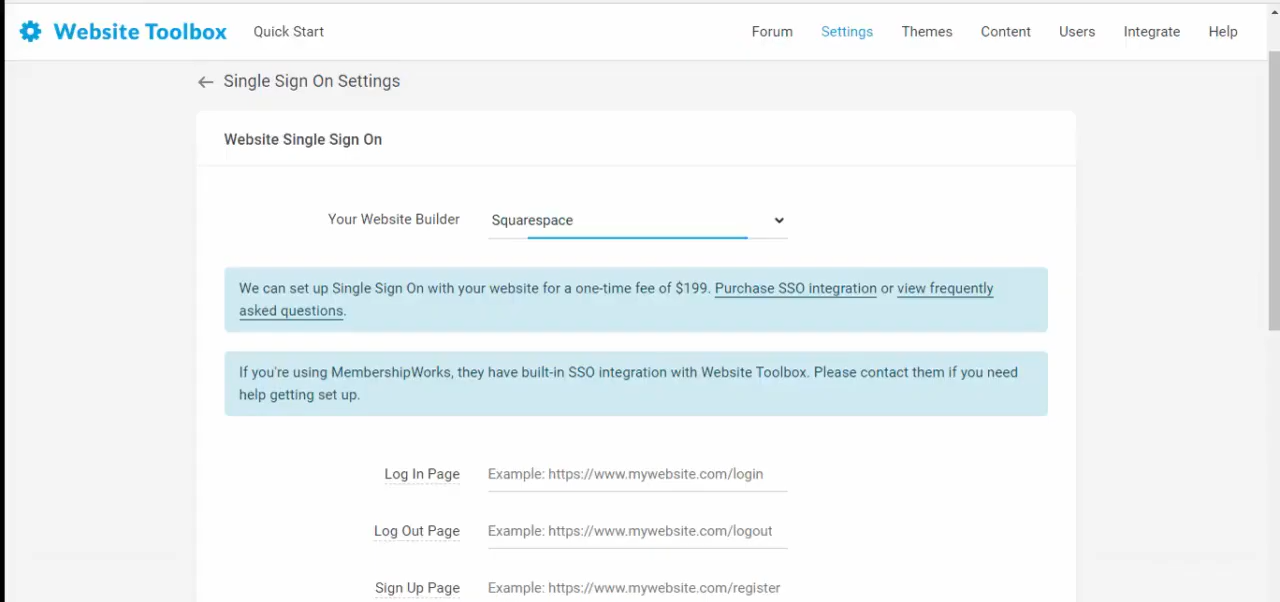 Website Toolbox Quick Start Forum Settings Themes Content Users Integrate Help
← Single Sign On Settings
Website Single Sign On
Your Website Builder Squarespace
We can set up Single Sign On with your website for a one-time fee of $199. Purchase SSO integration or view frequently
asked questions.
If you're using MembershipWorks, they have built-in SSO integration with Website Toolbox. Please contact them if you need
help getting set up.
Log In Page Example: https://www.mywebsite.com/login
Log Out Page Example: https://www.mywebsite.com/logout
Sign Up Page Example: https://www.mywebsite.com/register